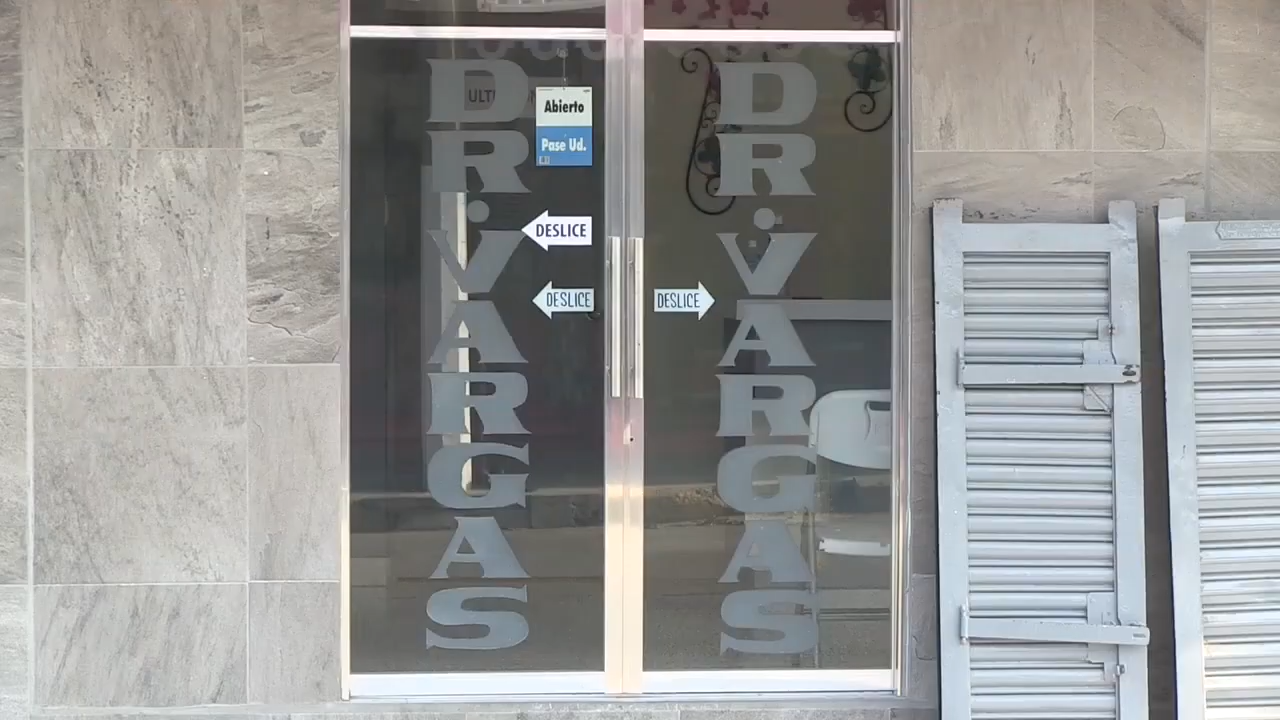 DR.VARGAS
Abierto
Pase Ud.
DESLICE
DESLICE
DR.VARGAS
DESLICE